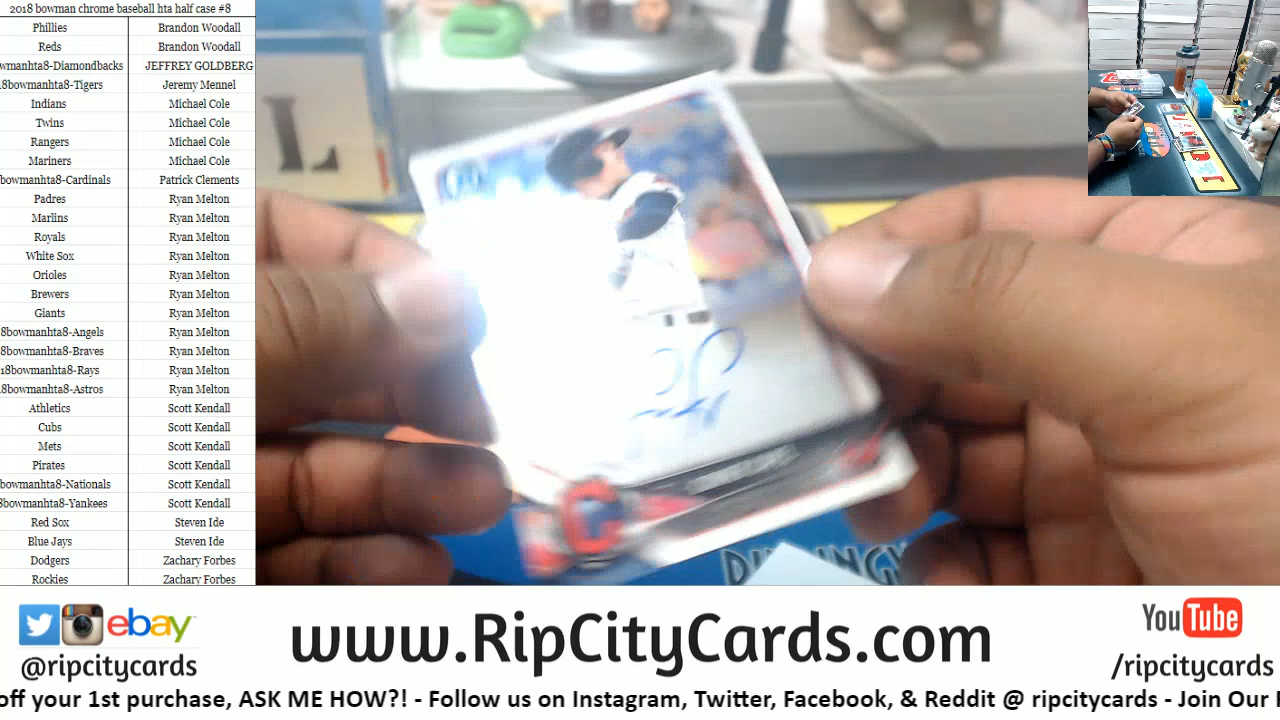 2018 bowman chrome baseball hta half case #8
Phillies Brandon Woodall
Reds Brandon Woodall
wmanhta8-Diamondbacks JEFFREY GOLDBERG
8bowmanhta8-Tigers Jeremy Mennel
Indians Michael Cole
Twins Michael Cole
Rangers Michael Cole
Mariners Michael Cole
bowmanhta8-Cardinals Patrick Clements
Padres Ryan Melton
Marlins Ryan Melton
Royals Ryan Melton
White Sox Ryan Melton
Orioles Ryan Melton
Brewers Ryan Melton
Giants Ryan Melton
8bowmanhta8-Angels Ryan Melton
8bowmanhta8-Braves Ryan Melton
18bowmanhta8-Rays Ryan Melton
18bowmanhta8-Astros Ryan Melton
Athletics Scott Kendall
Cubs Scott Kendall
Mets Scott Kendall
Pirates Scott Kendall
bowmanhta8-Nationals Scott Kendall
8bowmanhta8-Yankees Scott Kendall
Red Sox Steven Ide
Blue Jays Steven Ide
Dodgers Zachary Forbes
Rockies Zachary Forbes
L
C
ebay
@ripcitycards
www.RipCityCards.com
YouTube
/ripcitycards
off your 1st purchase, ASK ME HOW?! - Follow us on Instagram, Twitter, Facebook, & Reddit @ ripcitycards - Join Our